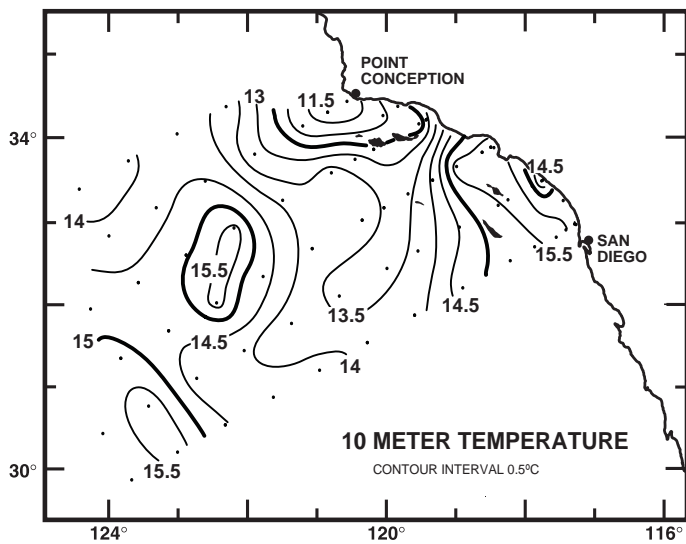 POINT
CONCEPTION
13
11.5
34°
14.5
14
SAN
DIEGO
15.5
15.5
14.5
13.5
15
14.5
14
10 METER TEMPERATURE
CONTOUR INTERVAL 0.5ºC
30°
15.5
124°
120°
116°